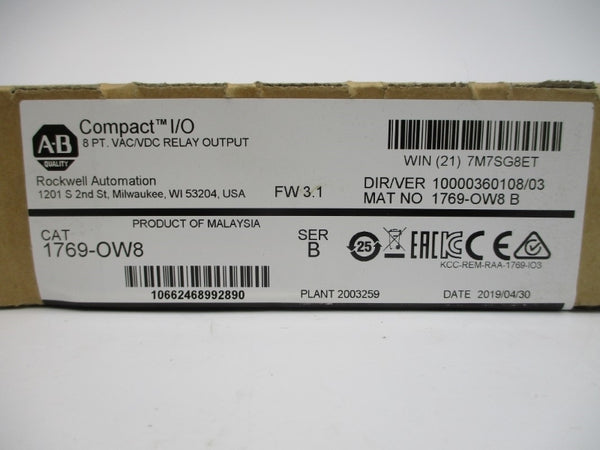 A·B
QUALITY
Compact™ I/O
8 PT. VAC/VDC RELAY OUTPUT
Rockwell Automation
1201 S 2nd St, Milwaukee, WI 53204, USA
FW 3.1
WIN (21) 7M7SG8ET
DIR/VER 10000360108/03
MAT NO 1769-OW8 B
PRODUCT OF MALAYSIA
CAT
1769-OW8
SER
B
10662468992890
25
EAC
CE
KCC-REM-RAA-1769-IO3
PLANT 2003259
DATE 2019/04/30